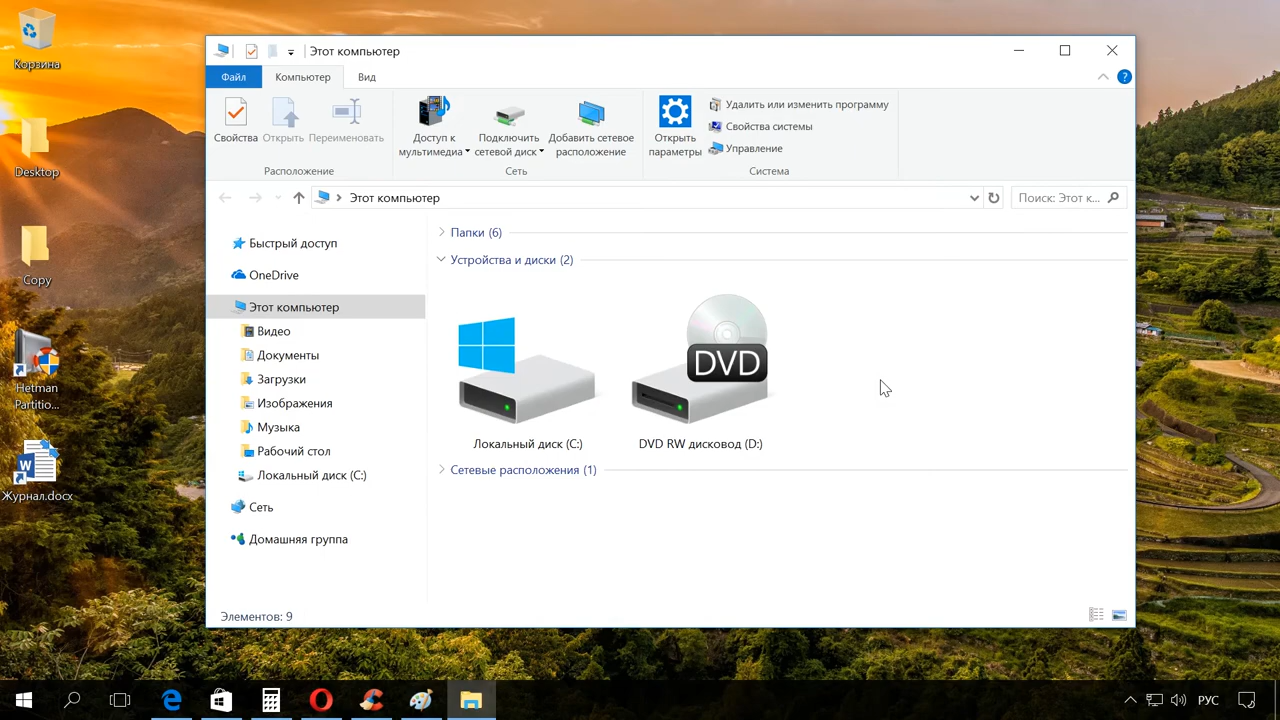 Корзина
Desktop
Copy
Hetman
Partitio...
Журнал.docx
Этот компьютер
Файл
Компьютер
Вид
?
Свойства
Открыть
Переименовать
Расположение
Доступ к
мультимедиа
Подключить
сетевой диск
Добавить сетевое
расположение
Сеть
Открыть
параметры
Удалить или изменить программу
Свойства системы
Управление
Система
Этот компьютер
Поиск: Этот к...
Быстрый доступ
OneDrive
Этот компьютер
Видео
Документы
Загрузки
Изображения
Музыка
Рабочий стол
Локальный диск (C:)
Сеть
Домашняя группа
Папки (6)
Устройства и диски (2)
DVD
Локальный диск (C:)
DVD RW дисковод (D:)
Сетевые расположения (1)
Элементов: 9
РУС